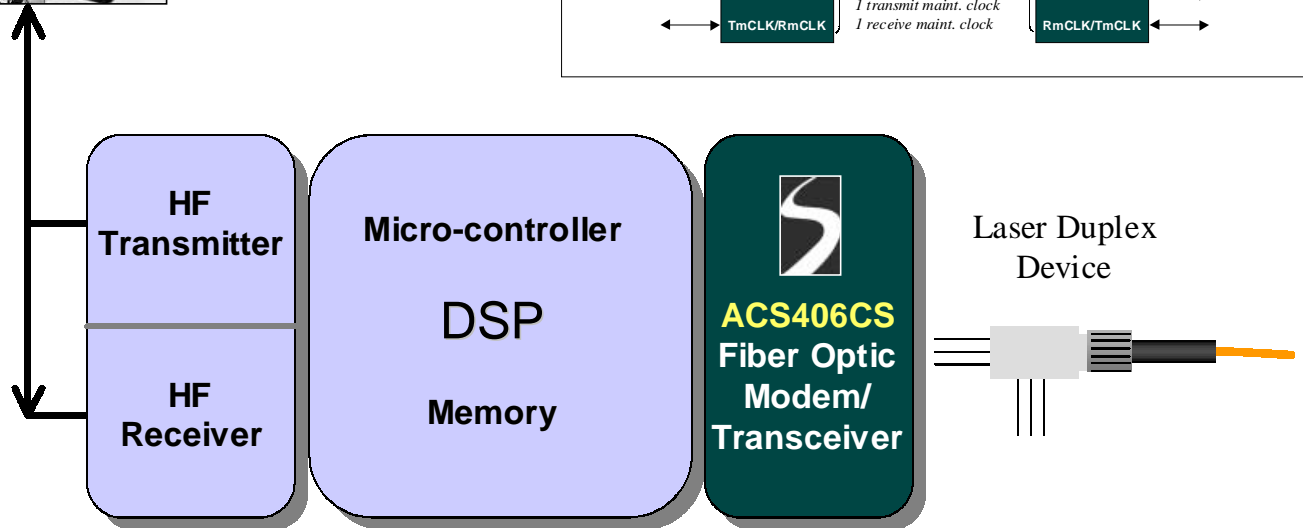 1 transmit maint. clock
TmCLK/RmCLK
1 receive maint. clock
RmCLK/TmCLK
HF
Transmitter
HF
Receiver
Micro-controller
DSP
Memory
ACS406CS
Fiber Optic
Modem/
Transceiver
Laser Duplex
Device